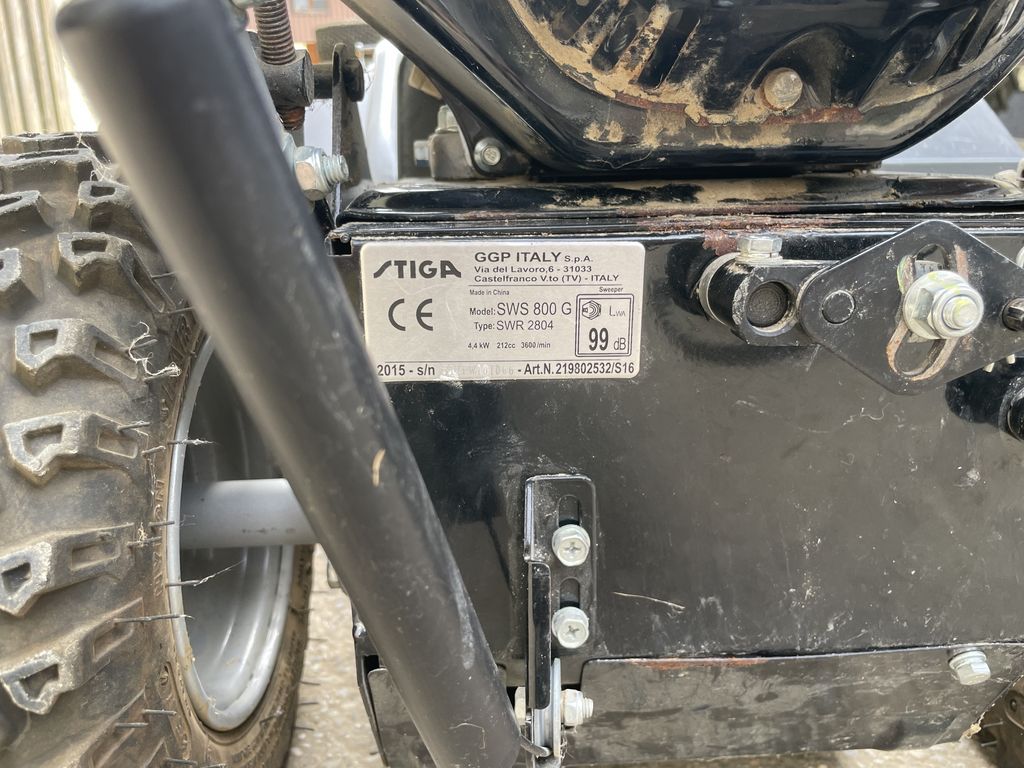 STIGA
GGP ITALY S.p.A.
Via del Lavoro,6 - 31033
Castelfranco V.to (TV) - ITALY
Made in China
Sweeper
CE
Model: SWS 800 G
Type: SWR 2804
4,4 kW 212cc 3600/min
LWA
99 dB
2015 - s/n - Art.N. 219802532/S16